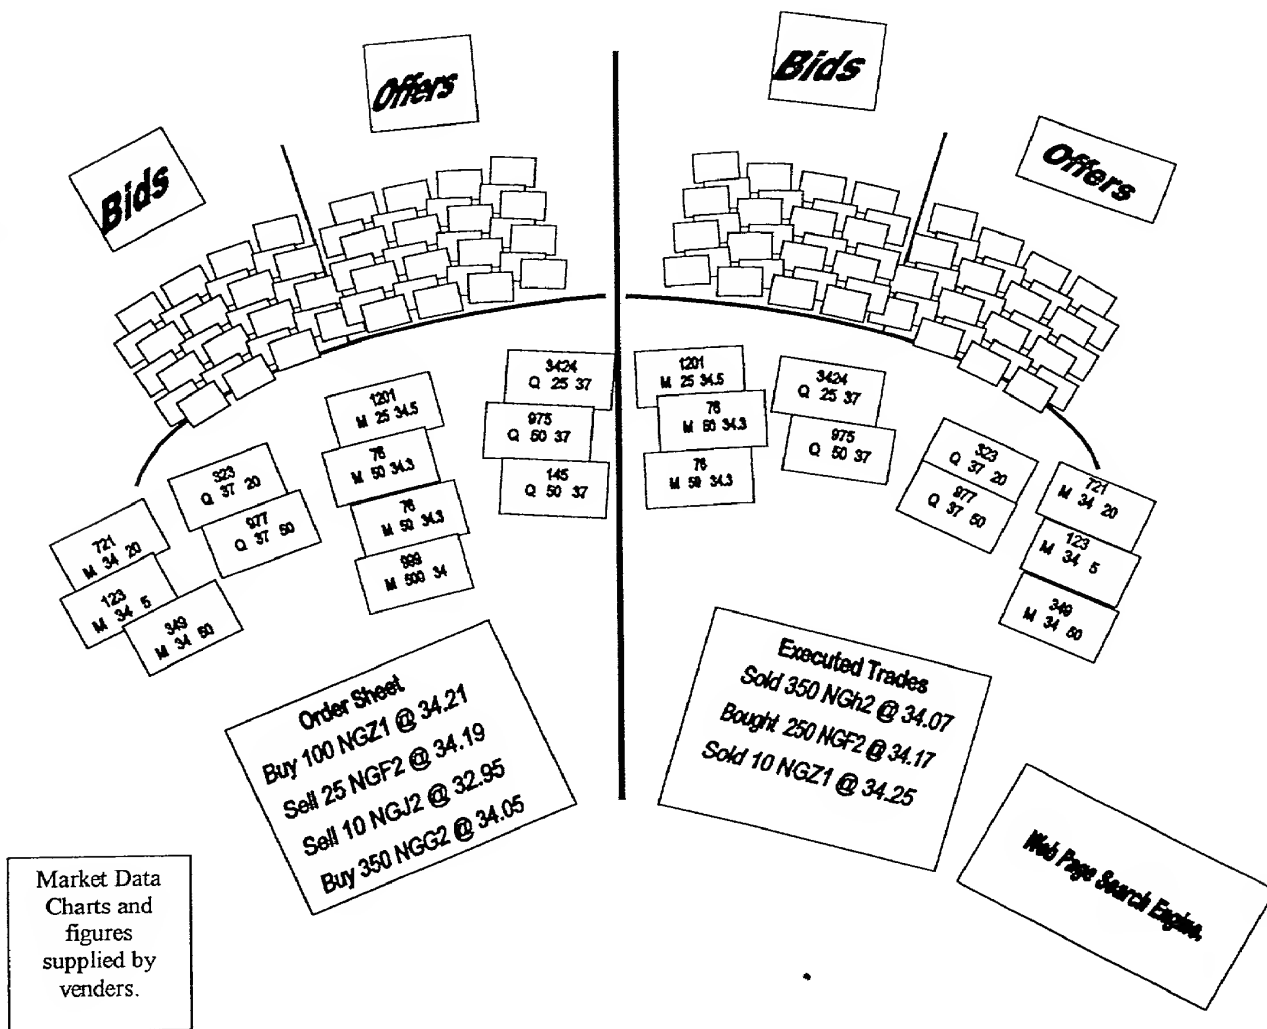 Bids
Offers
Bids
Offers
721
M 34 20
123
M 34 5
349
M 34 50
323
Q 37 20
977
Q 37 50
1201
M 25 34.5
76
M 50 34.3
76
M 50 34.3
999
M 500 34
3424
Q 25 37
975
Q 50 37
145
Q 50 37
1201
M 25 34.5
76
M 50 34.3
76
M 50 34.3
3424
Q 25 37
975
Q 50 37
323
Q 37 20
977
Q 37 50
721
M 34 20
123
M 34 5
349
M 34 50
Order Sheet
Buy 100 NGZ1 @ 34.21
Sell 25 NGF2 @ 34.19
Sell 10 NGJ2 @ 32.95
Buy 350 NGG2 @ 34.05
Executed Trades
Sold 350 NGh2 @ 34.07
Bought 250 NGF2 @ 34.17
Sold 10 NGZ1 @ 34.25
Web Page Search Engine.
Market Data
Charts and
figures
supplied by
venders.